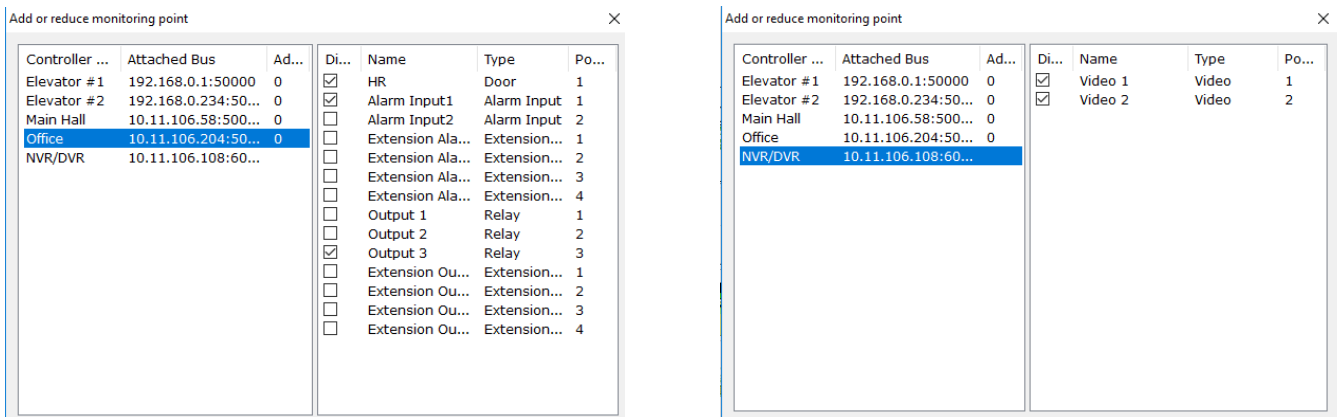 Add or reduce monitoring point
Controller ... Attached Bus Ad... Di... Name Type Po...
Elevator #1 192.168.0.1:50000 0 HR Door 1
Elevator #2 192.168.0.234:50... 0 Alarm Input1 Alarm Input 1
Main Hall 10.11.106.58:500... 0 Alarm Input2 Alarm Input 2
Office 10.11.106.204:50... 0 Extension Ala... Extension... 1
NVR/DVR 10.11.106.108:60... Extension Ala... Extension... 2
Extension Ala... Extension... 3
Extension Ala... Extension... 4
Output 1 Relay 1
Output 2 Relay 2
Output 3 Relay 3
Extension Ou... Extension... 1
Extension Ou... Extension... 2
Extension Ou... Extension... 3
Extension Ou... Extension... 4
Add or reduce monitoring point
Controller ... Attached Bus Ad... Di... Name Type Po...
Elevator #1 192.168.0.1:50000 0 Video 1 Video 1
Elevator #2 192.168.0.234:50... 0 Video 2 Video 2
Main Hall 10.11.106.58:500... 0
Office 10.11.106.204:50... 0
NVR/DVR 10.11.106.108:60...